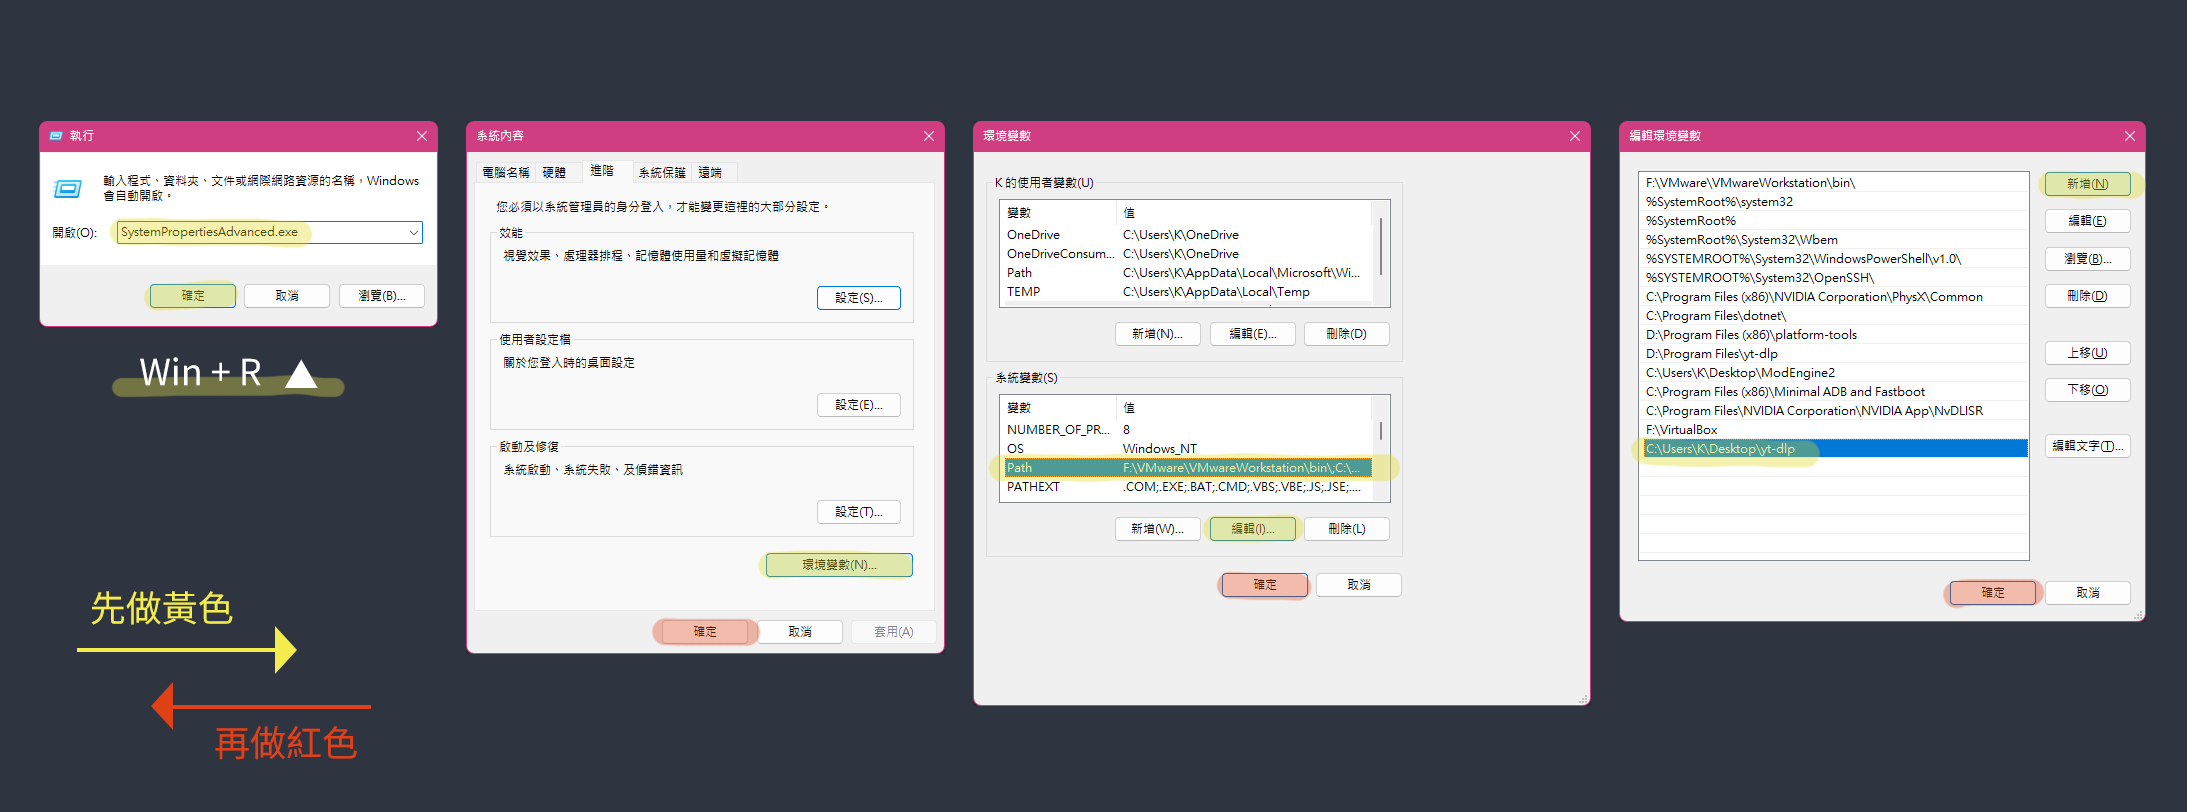 執行
輸入程式、資料夾、文件或網際網路資源的名稱，Windows
會自動開啟。
開啟(O):
SystemPropertiesAdvanced.exe
確定
取消
瀏覽(B)...
Win + R
先做黃色
再做紅色
系統內容
電腦名稱
硬體
進階
系統保護
遠端
您必須以系統管理員的身分登入，才能變更這裡的大部分設定。
效能
視覺效果、處理器排程、記憶體使用量和虛擬記憶體
設定(S)...
使用者設定檔
關於您登入時的桌面設定
設定(E)...
啟動及修復
系統啟動、系統失敗、及偵錯資訊
設定(T)...
環境變數(N)...
確定
取消
套用(A)
環境變數
K 的使用者變數(U)
變數 值
OneDrive C:\Users\K\OneDrive
OneDriveConsum... C:\Users\K\OneDrive
Path C:\Users\K\AppData\Local\Microsoft\Wi...
TEMP C:\Users\K\AppData\Local\Temp
新增(N)...
編輯(E)...
刪除(D)
系統變數(S)
變數 值
NUMBER_OF_PR... 8
OS Windows_NT
Path F:\VMware\VMwareWorkstation\bin\;C:\...
PATHEXT .COM;.EXE;.BAT;.CMD;.VBS;.VBE;.JS;.JSE;....
新增(W)...
編輯(I)...
刪除(L)
確定
取消
編輯環境變數
F:\VMware\VMwareWorkstation\bin\
%SystemRoot%\system32
%SystemRoot%
%SystemRoot%\System32\Wbem
%SYSTEMROOT%\System32\WindowsPowerShell\v1.0\
%SYSTEMROOT%\System32\OpenSSH\
C:\Program Files (x86)\NVIDIA Corporation\PhysX\Common
C:\Program Files\dotnet\
D:\Program Files (x86)\platform-tools
D:\Program Files\yt-dlp
C:\Users\K\Desktop\ModEngine2
C:\Program Files (x86)\Minimal ADB and Fastboot
C:\Program Files\NVIDIA Corporation\NVIDIA App\NvDLISR
F:\VirtualBox
C:\Users\K\Desktop\yt-dlp
新增(N)
編輯(E)
瀏覽(B)...
刪除(D)
上移(U)
下移(O)
編輯文字(T)...
確定
取消